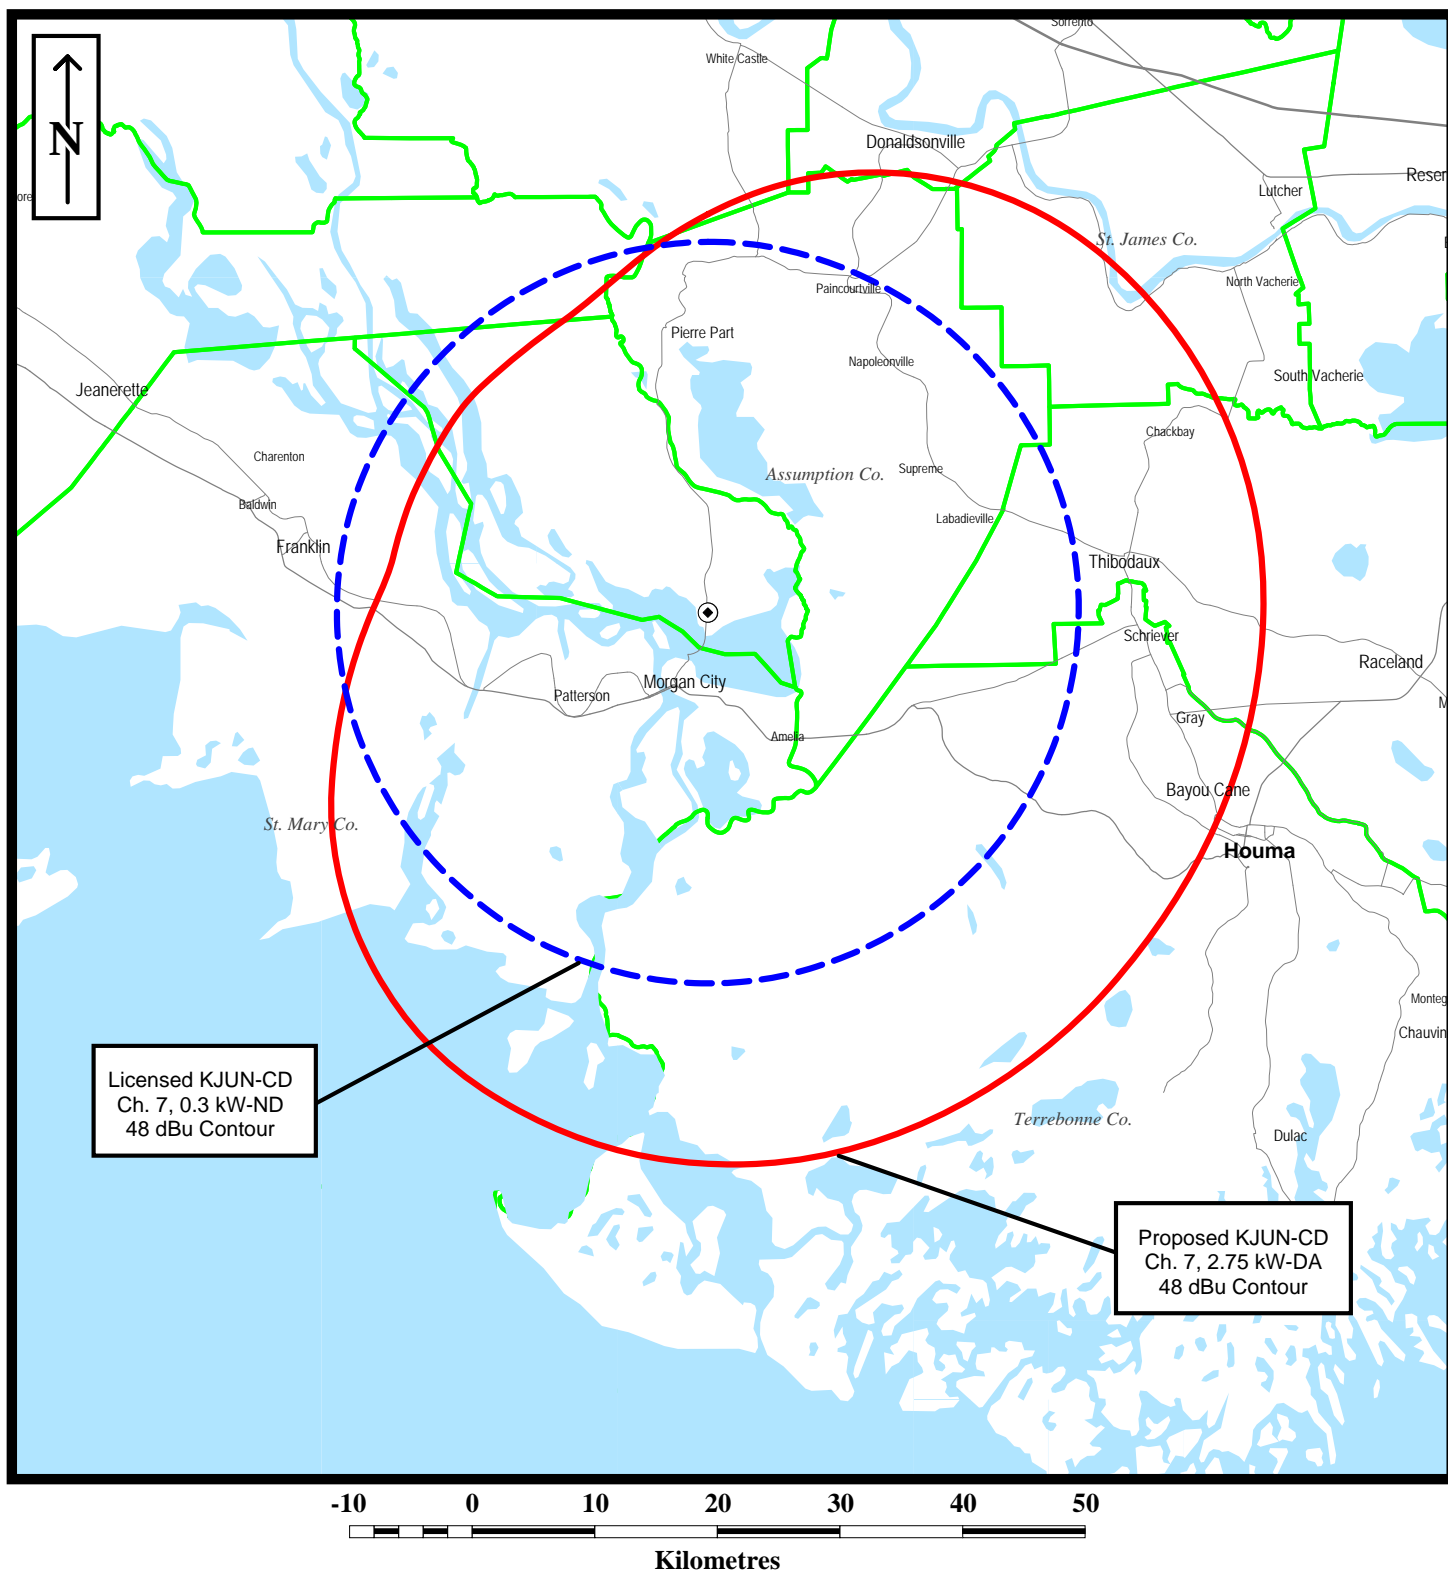 Sorrento
White Castle
N
Donaldsonville
Reser
Lutcher
ore
St. James Co.
North Vacherie
Paincourtville
Pierre Part
Napoleonville
South Vacherie
Jeanerette
Chackbay
Charenton
Supreme
Assumption Co.
Baldwin
Labadieville
Franklin
Thibodaux
Schriever
Raceland
Morgan City
Patterson
M
Gray
Amelia
Bayou Cane
St. Mary Co.
Houma
Monteg
Chauvin
Licensed KJUN-CD
Ch. 7, 0.3 kW-ND
48 dBu Contour
Terrebonne Co.
Dulac
Proposed KJUN-CD
Ch. 7, 2.75 kW-DA
48 dBu Contour
-10 0 10 20 30 40 50
Kilometres